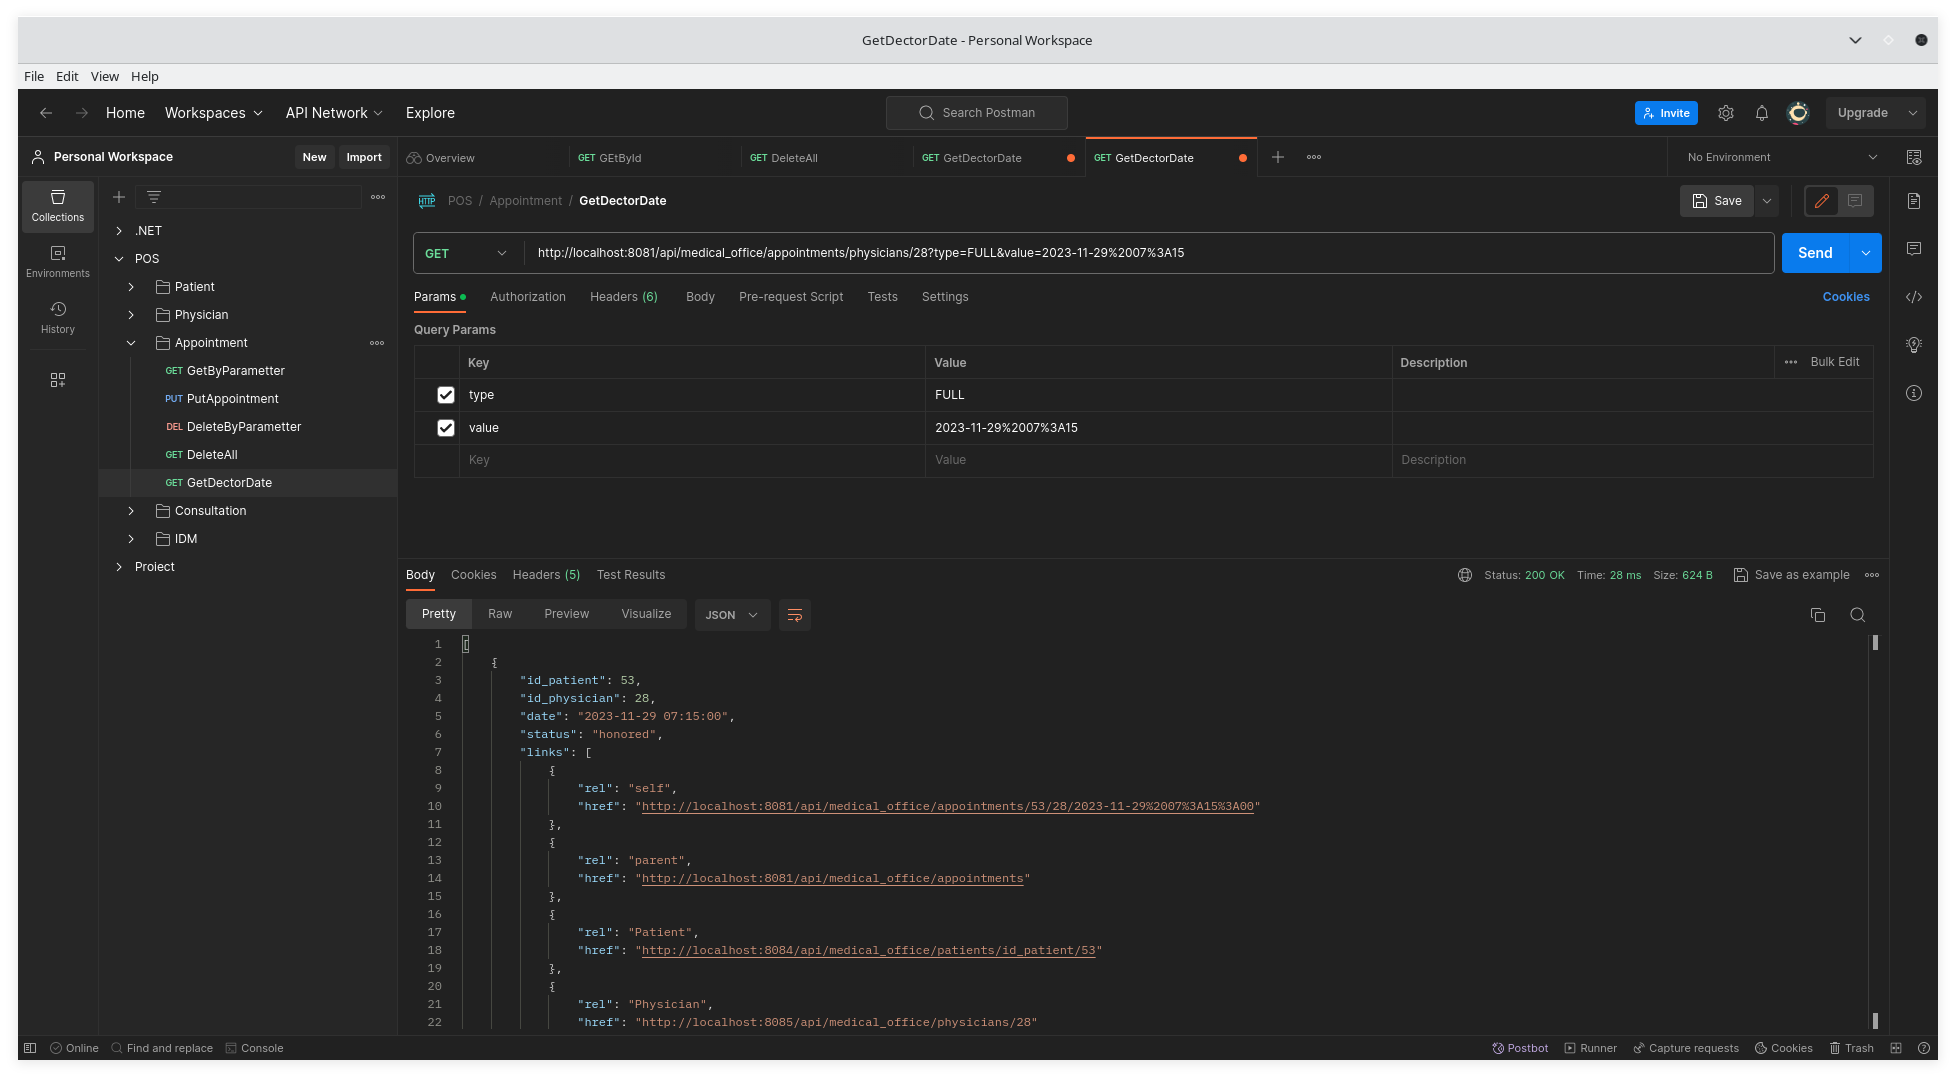 GetDectorDate - Personal Workspace
File Edit View Help
Home Workspaces API Network Explore
Search Postman
Invite
Upgrade
Personal Workspace
New Import
Overview
GET GEtById
GET DeleteAll
GET GetDectorDate
GET GetDectorDate
No Environment
Collections
Environments
History
.NET
POS
Patient
Physician
Appointment
GET GetByParametter
PUT PutAppointment
DEL DeleteByParametter
GET DeleteAll
GET GetDectorDate
Consultation
IDM
Proiect
HTTP POS / Appointment / GetDectorDate
Save
GET http://localhost:8081/api/medical_office/appointments/physicians/28?type=FULL&value=2023-11-29%2007%3A15
Send
Params Authorization Headers (6) Body Pre-request Script Tests Settings
Cookies
Query Params
Key Value Description Bulk Edit
type FULL
value 2023-11-29%2007%3A15
Key Value Description
Body Cookies Headers (5) Test Results
Status: 200 OK Time: 28 ms Size: 624 B Save as example
Pretty Raw Preview Visualize JSON
1 [
2 {
3 "id_patient": 53,
4 "id_physician": 28,
5 "date": "2023-11-29 07:15:00",
6 "status": "honored",
7 "links": [
8 {
9 "rel": "self",
10 "href": "http://localhost:8081/api/medical_office/appointments/53/28/2023-11-29%2007%3A15%3A00"
11 },
12 {
13 "rel": "parent",
14 "href": "http://localhost:8081/api/medical_office/appointments"
15 },
16 {
17 "rel": "Patient",
18 "href": "http://localhost:8084/api/medical_office/patients/id_patient/53"
19 },
20 {
21 "rel": "Physician",
22 "href": "http://localhost:8085/api/medical_office/physicians/28"
Online Find and replace Console
Postbot Runner Capture requests Cookies Trash